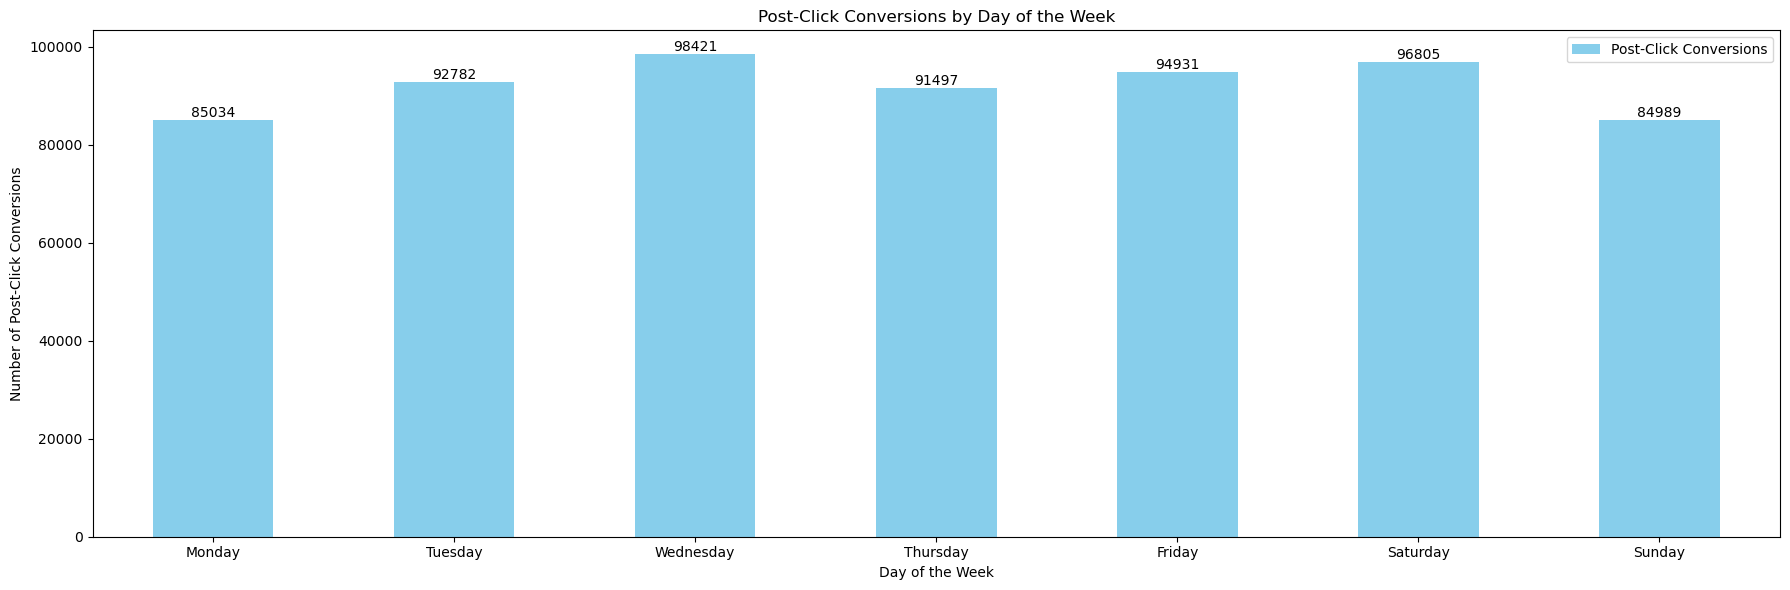 Post-Click Conversions by Day of the Week
Post-Click Conversions
Number of Post-Click Conversions
100000
80000
60000
40000
20000
0
85034
92782
98421
91497
94931
96805
84989
Monday
Tuesday
Wednesday
Thursday
Friday
Saturday
Sunday
Day of the Week